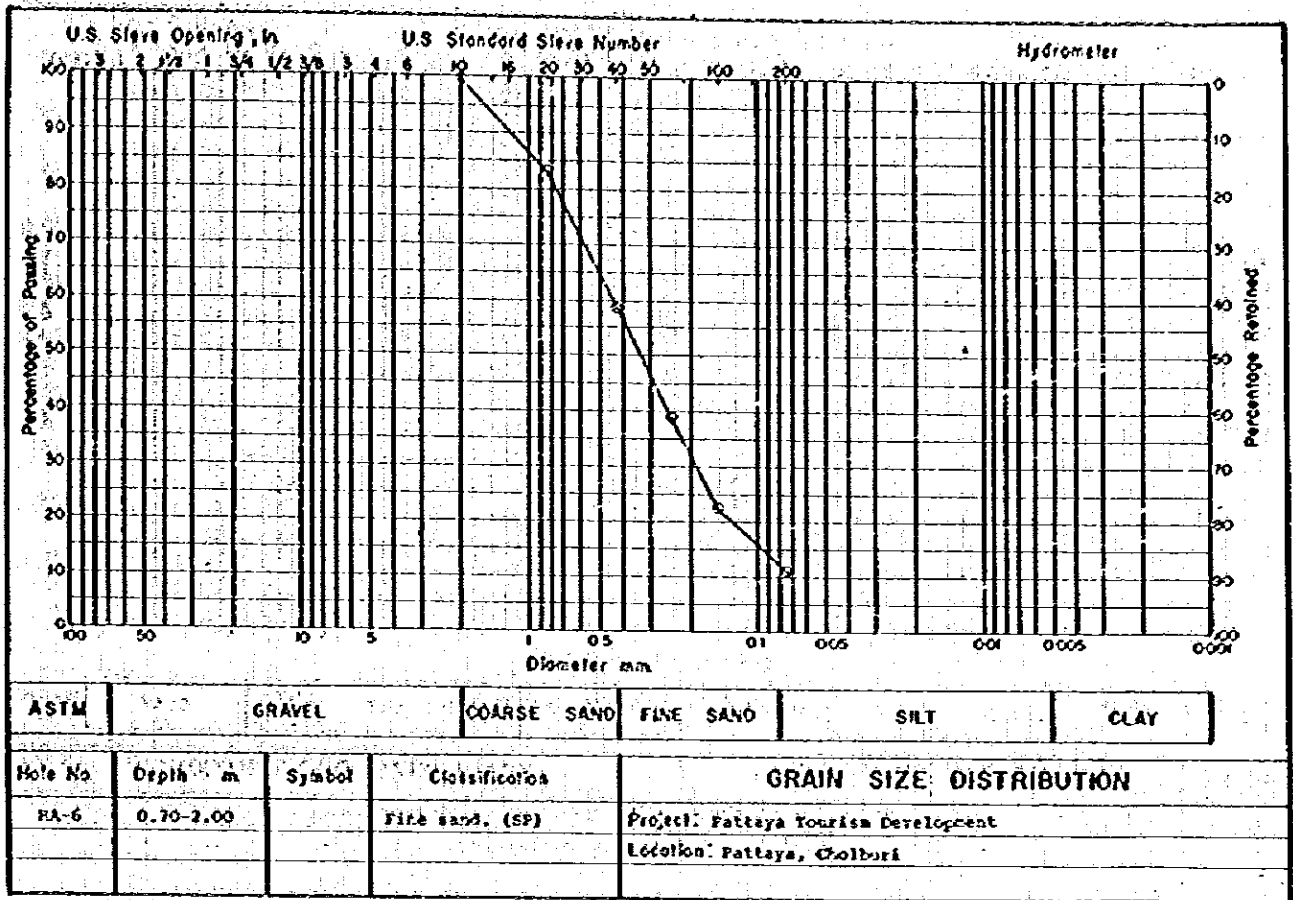 U.S. Sieve Opening, In U.S Standard Sieve Number Hydrometer
3 2 1 1/2 1 3/4 1/2 3/8 3 4 6 10 16 20 30 40 50 100 200
100 0
90 10
80 20
70 30
60 40
50 50
40 60
30 70
20 80
10 90
0 100
Percentage of Passing
Percentage Retained
100 50 10 5 1 0.5 0.1 0.05 0.01 0.005 0.001
Diameter mm
ASTM GRAVEL COARSE SAND FINE SAND SILT CLAY
Hole No. Depth m Symbol Classification GRAIN SIZE DISTRIBUTION
HA-6 0.70-2.00 Fine sand. (SP) Project: Pattaya Tourism Development
Location: Pattaya, Cholburi